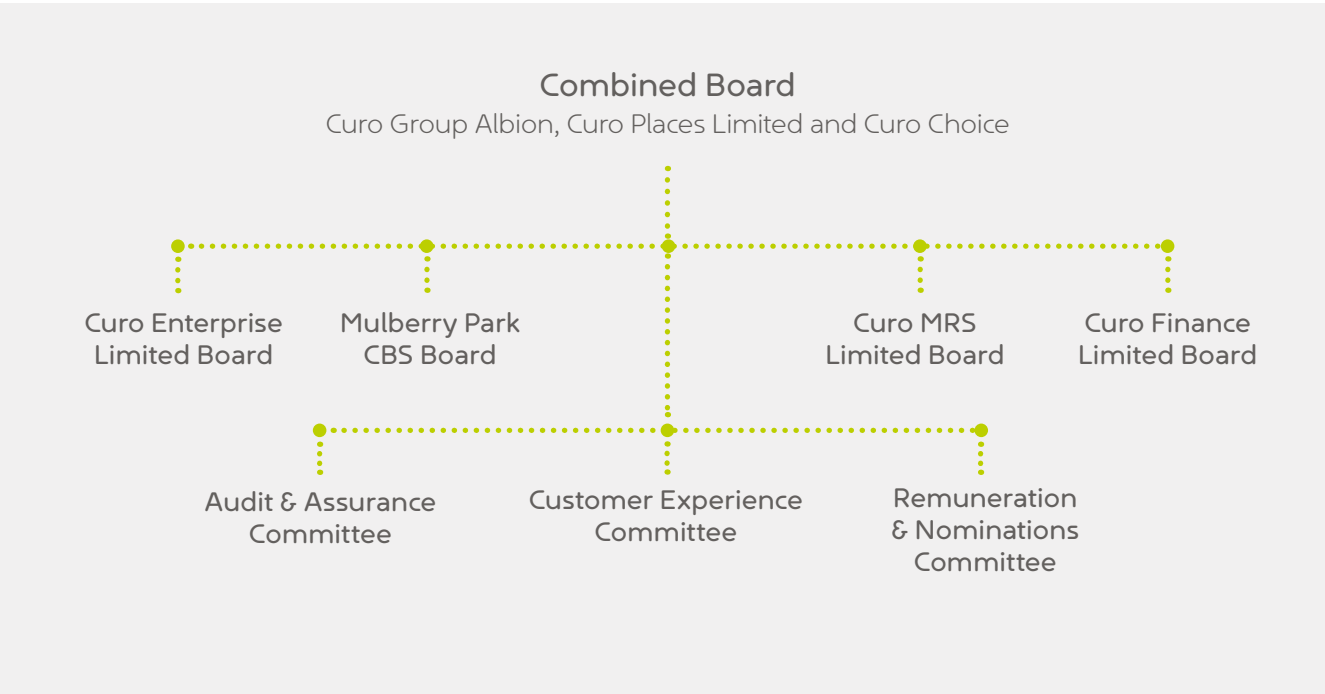 Combined Board
Curo Group Albion, Curo Places Limited and Curo Choice
Curo Enterprise
Limited Board
Mulberry Park
CBS Board
Curo MRS
Limited Board
Curo Finance
Limited Board
Audit & Assurance
Committee
Customer Experience
Committee
Remuneration
& Nominations
Committee